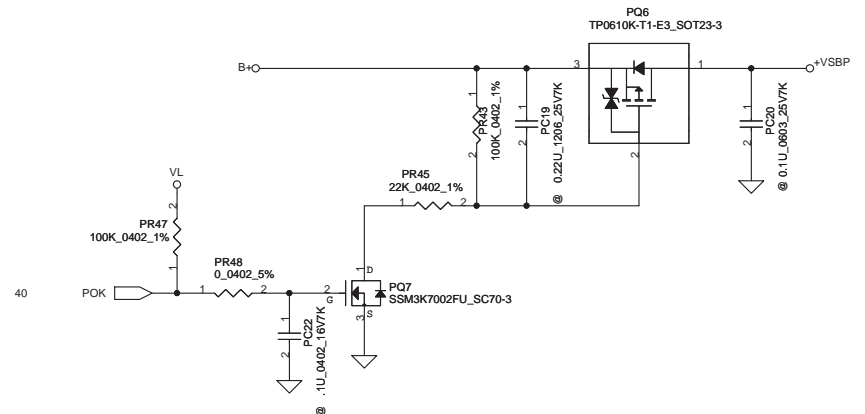 PQ6
TP0610K-T1-E3_SOT23-3
B+
3
1
+VSBP
1
2
PR43
100K_0402_1%
1
2
PC19
@ 0.22U_1206_25V7K
2
1
2
PC20
@ 0.1U_0603_25V7K
VL
PR45
22K_0402_1%
1
2
2
PR47
100K_0402_1%
1
PR48
0_0402_5%
1
D
PQ7
SSM3K7002FU_SC70-3
40
POK
1
2
2
G
S
3
1
2
PC22
@ .1U_0402_16V7K